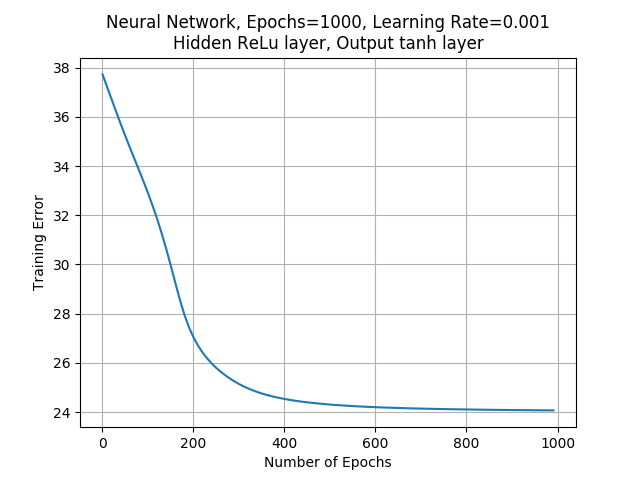 Neural Network, Epochs=1000, Learning Rate=0.001
Hidden ReLu layer, Output tanh layer
38
36
34
32
30
28
26
24
Training Error
0 200 400 600 800 1000
Number of Epochs